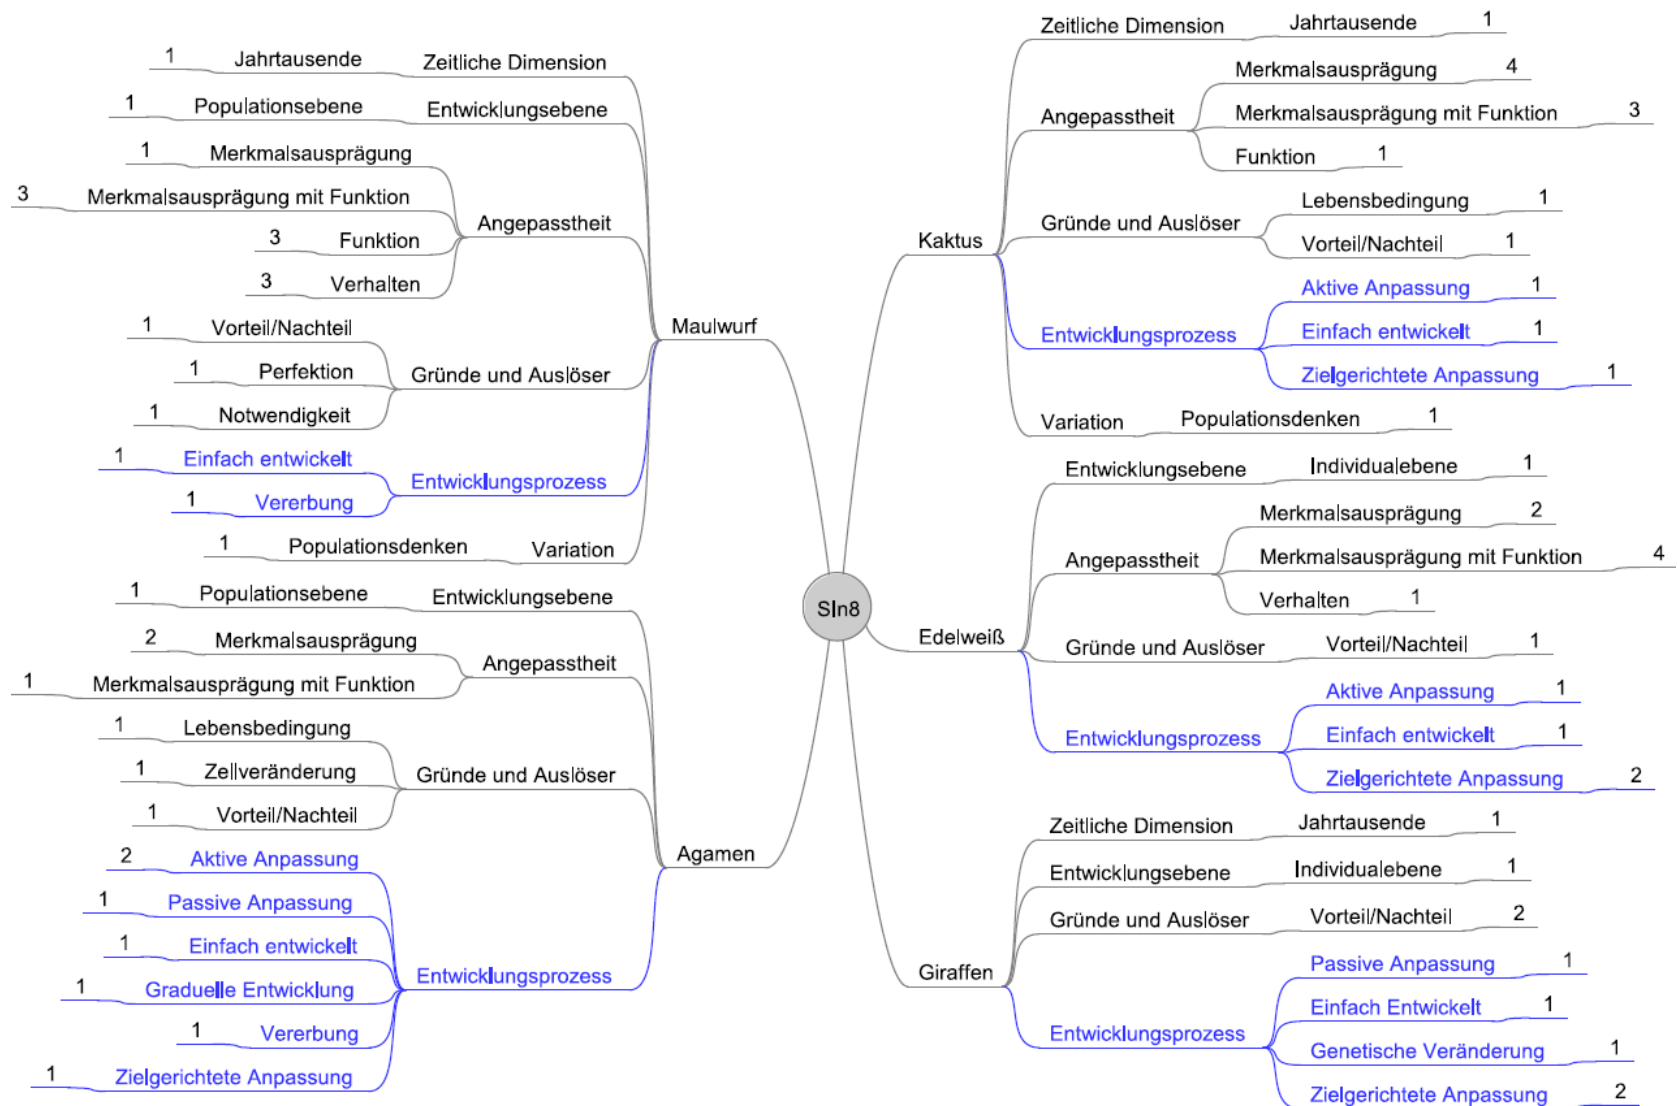 SIn8
Maulwurf
Zeitliche Dimension
Jahrtausende
1
Entwicklungsebene
Populationsebene
1
Angepasstheit
Merkmalsausprägung
1
Merkmalsausprägung mit Funktion
3
Funktion
3
Verhalten
3
Gründe und Auslöser
Vorteil/Nachteil
1
Perfektion
1
Notwendigkeit
1
Entwicklungsprozess
Einfach entwickelt
1
Vererbung
1
Variation
Populationsdenken
1
Agamen
Entwicklungsebene
Populationsebene
1
Angepasstheit
Merkmalsausprägung
2
Merkmalsausprägung mit Funktion
1
Gründe und Auslöser
Lebensbedingung
1
Zellveränderung
1
Vorteil/Nachteil
1
Entwicklungsprozess
Aktive Anpassung
2
Passive Anpassung
1
Einfach entwickelt
1
Graduelle Entwicklung
1
Vererbung
1
Zielgerichtete Anpassung
1
Kaktus
Zeitliche Dimension
Jahrtausende
1
Angepasstheit
Merkmalsausprägung
4
Merkmalsausprägung mit Funktion
3
Funktion
1
Gründe und Auslöser
Lebensbedingung
1
Vorteil/Nachteil
1
Entwicklungsprozess
Aktive Anpassung
1
Einfach entwickelt
1
Zielgerichtete Anpassung
1
Variation
Populationsdenken
1
Edelweiß
Entwicklungsebene
Individualebene
1
Angepasstheit
Merkmalsausprägung
2
Merkmalsausprägung mit Funktion
4
Verhalten
1
Gründe und Auslöser
Vorteil/Nachteil
1
Entwicklungsprozess
Aktive Anpassung
1
Einfach entwickelt
1
Zielgerichtete Anpassung
2
Giraffen
Zeitliche Dimension
Jahrtausende
1
Entwicklungsebene
Individualebene
1
Gründe und Auslöser
Vorteil/Nachteil
2
Entwicklungsprozess
Passive Anpassung
1
Einfach Entwickelt
1
Genetische Veränderung
1
Zielgerichtete Anpassung
2